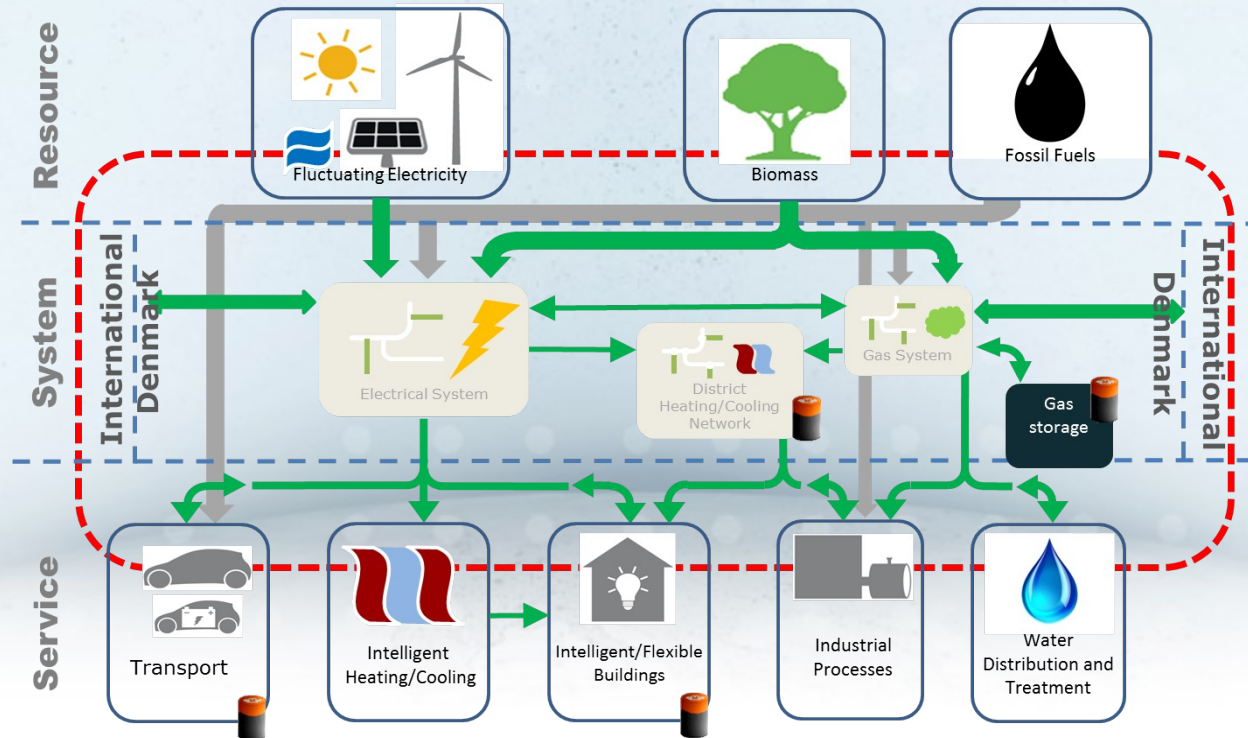 Resource
Fluctuating Electricity
Biomass
Fossil Fuels
System
International
Denmark
Electrical System
District
Heating/Cooling
Network
Gas System
Gas
storage
Denmark
International
Service
Transport
Intelligent
Heating/Cooling
Intelligent/Flexible
Buildings
Industrial
Processes
Water
Distribution and
Treatment